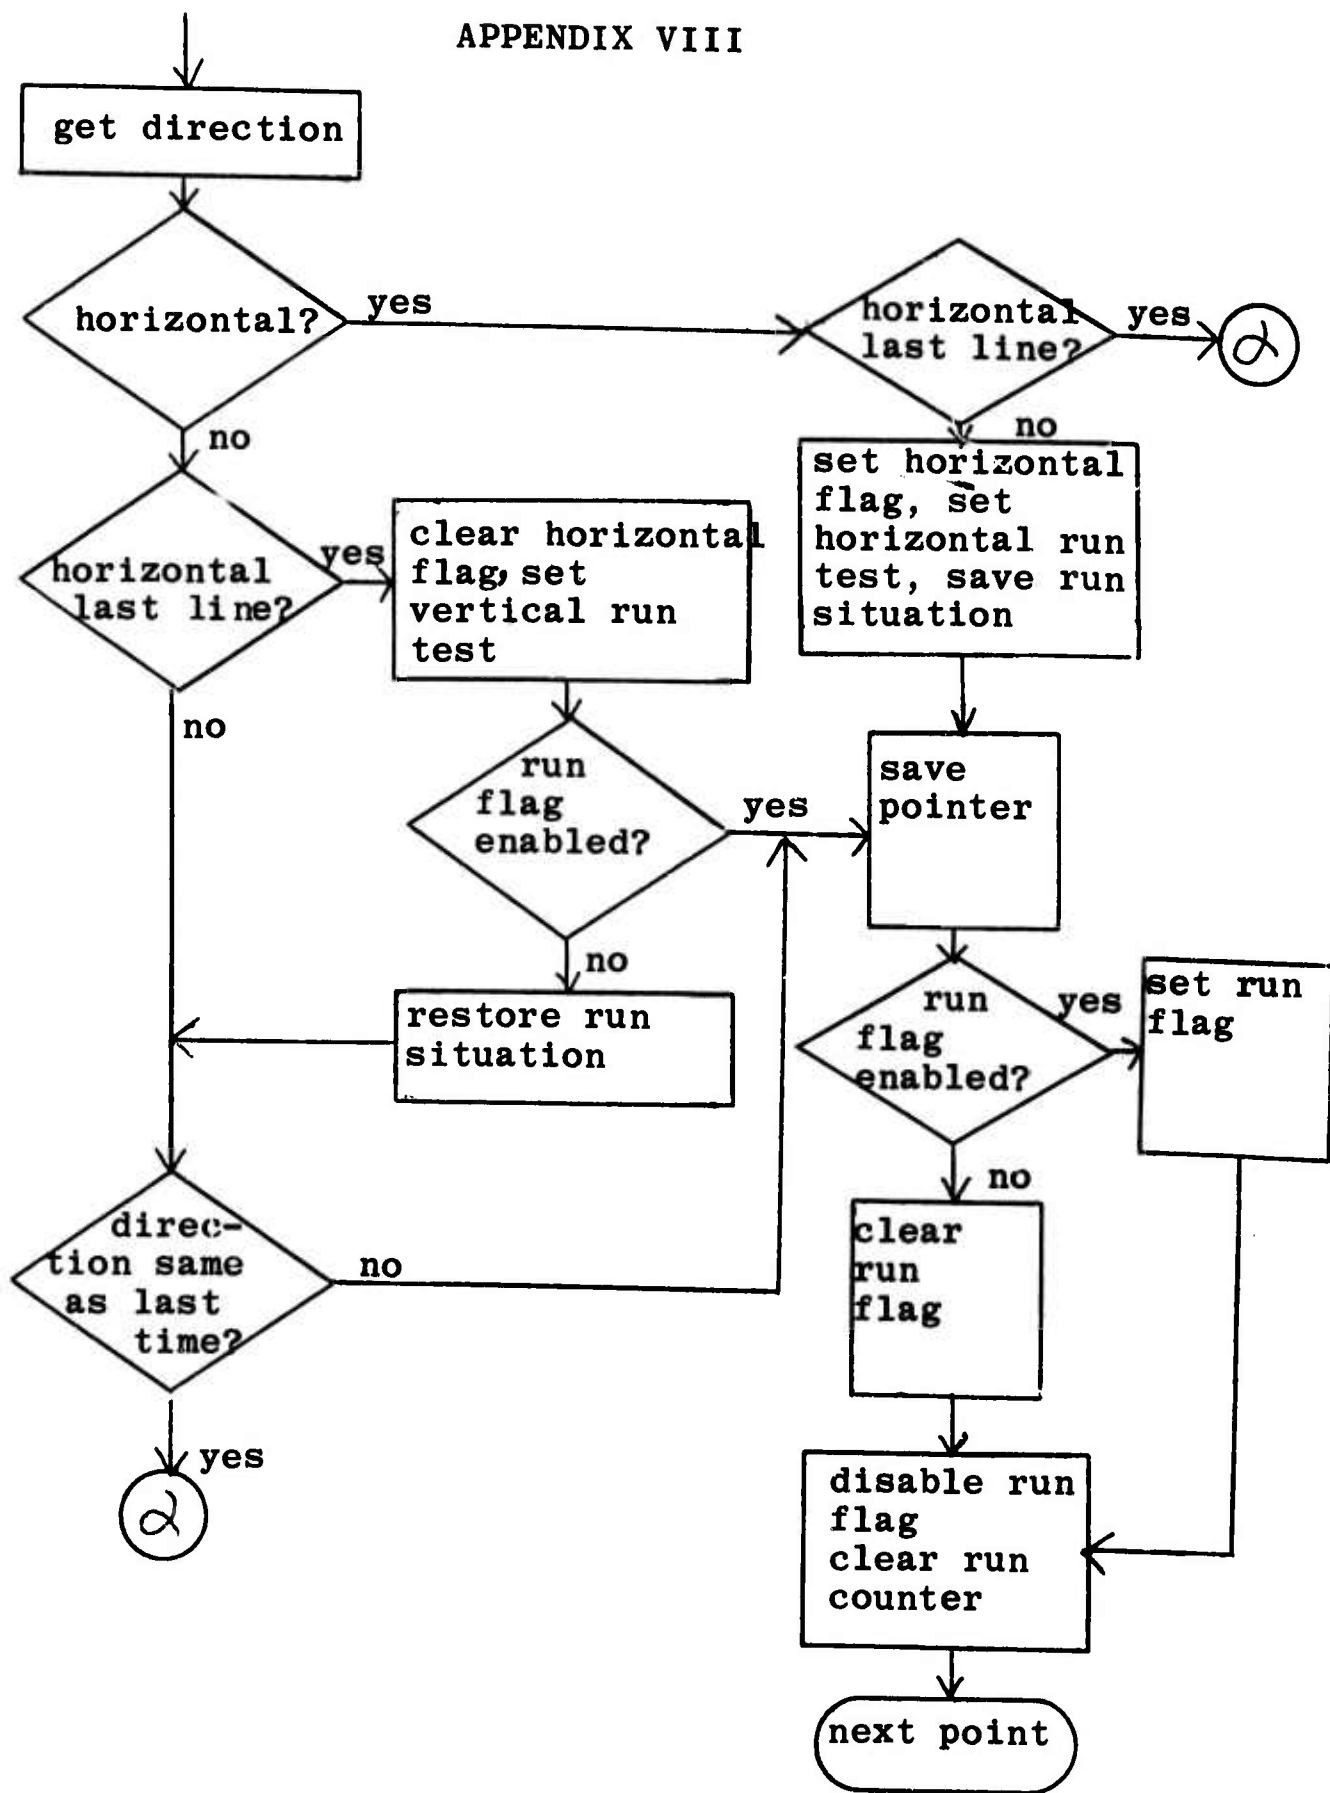 APPENDIX VIII
get direction
horizontal?
yes
horizontal
last line?
yes
α
no
no
set horizontal
flag, set
horizontal run
test, save run
situation
horizontal
last line?
yes
clear horizontal
flag, set
vertical run
test
no
run
flag
enabled?
yes
save
pointer
no
restore run
situation
run
flag
enabled?
yes
set run
flag
no
clear
run
flag
direc-
tion same
as last
time?
no
yes
α
disable run
flag
clear run
counter
next point